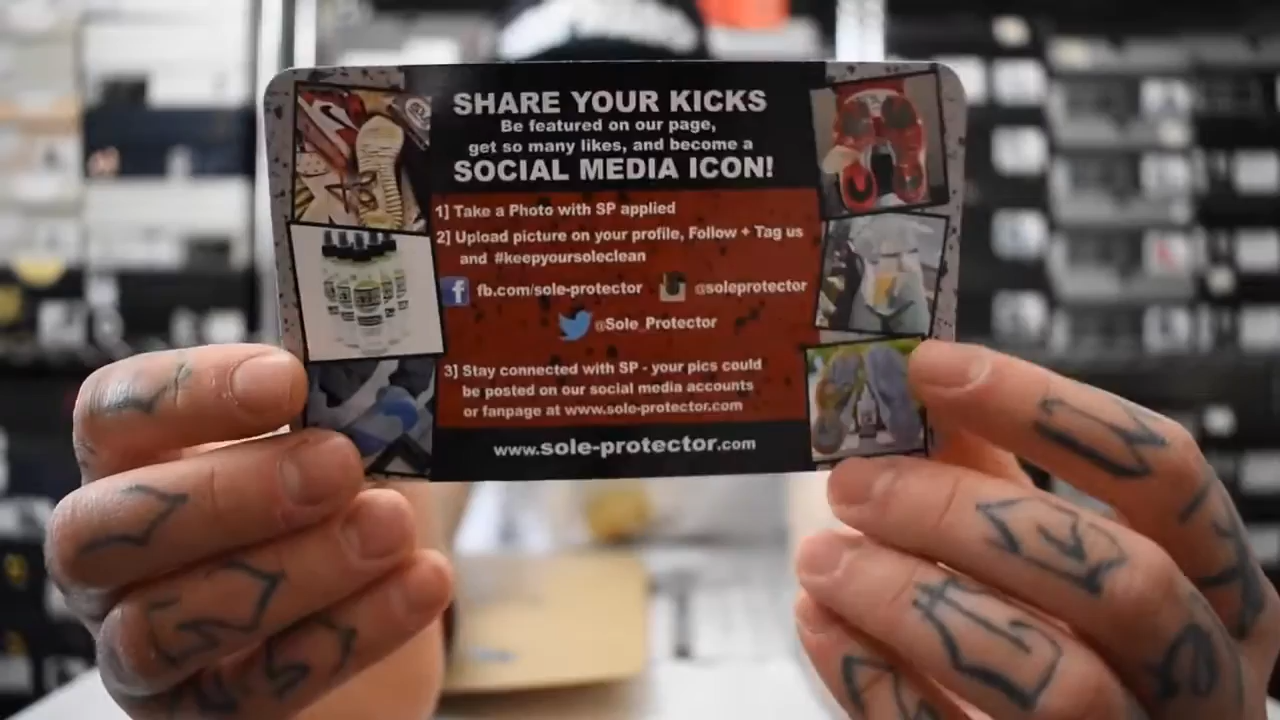 SHARE YOUR KICKS
Be featured on our page,
get so many likes, and become a
SOCIAL MEDIA ICON!
1] Take a Photo with SP applied
2] Upload picture on your profile, Follow + Tag us
and #keepyoursoleclean
fb.com/sole-protector @soleprotector
@Sole_Protector
3] Stay connected with SP - your pics could
be posted on our social media accounts
or fanpage at www.sole-protector.com
www.sole-protector.com